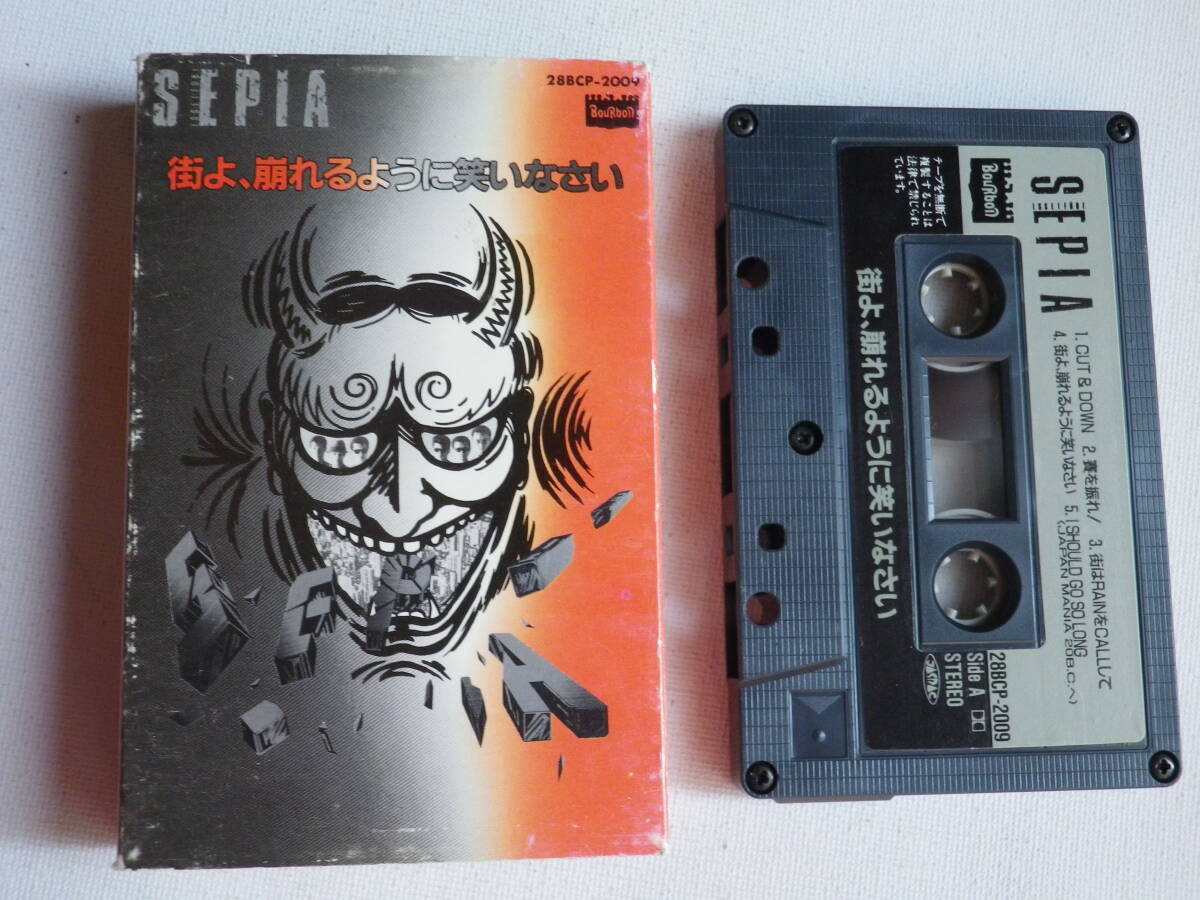 SEPIA
28BCP-2009
BouRboN
街よ、崩れるように笑いなさい
BouRboN
テープを無断で
複製することは
法律で禁じられ
ています。
SEPIA
街よ、崩れるように笑いなさい
1. CUT & DOWN 2. 賽を振れ! 3. 街はRAINをCALLして
4. 街よ、崩れるように笑いなさい 5. I SHOULD GO, SO LONG
(JAPAN MANIA 20B.C.へ)
28BCP-2009
Side A
STEREO